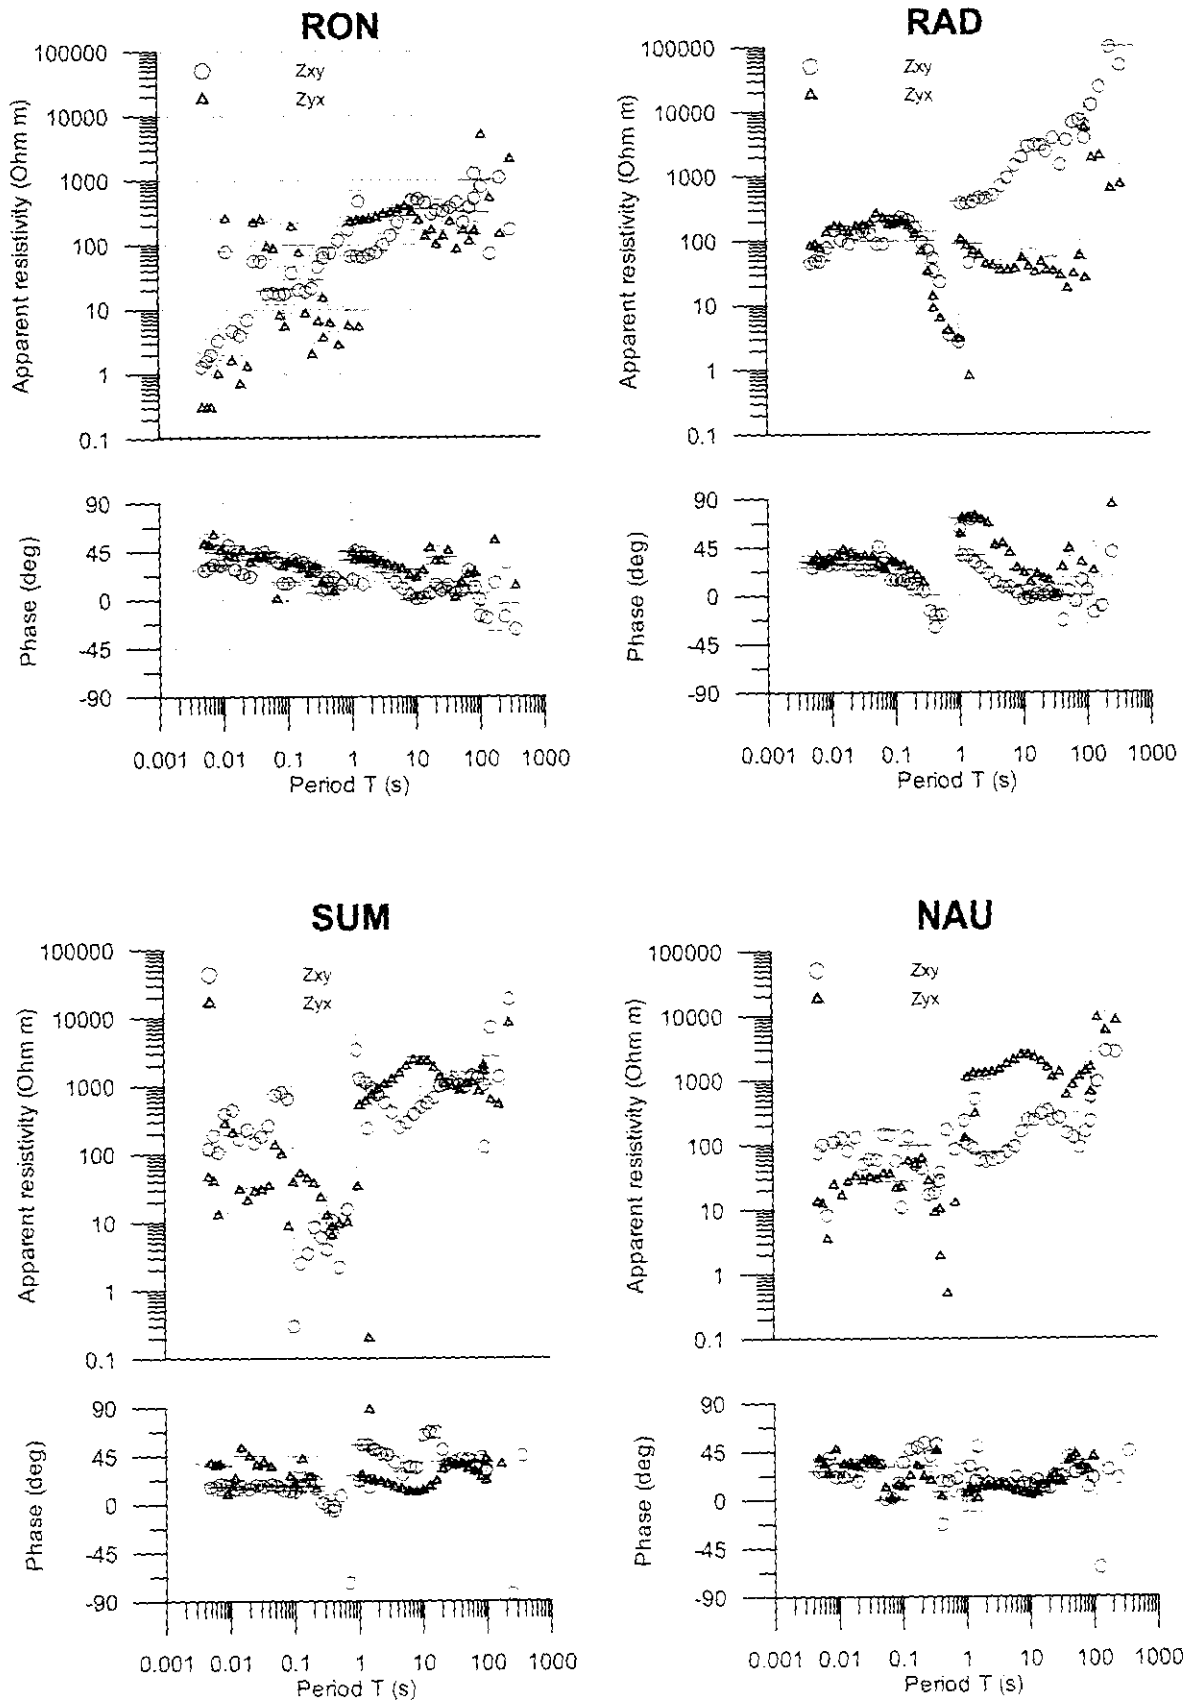 RON
100000
10000
1000
100
10
1
0.1
Apparent resistivity (Ohm m)
Zxy
Zyx
90
45
0
-45
-90
Phase (deg)
0.001 0.01 0.1 1 10 100 1000
Period T (s)
RAD
100000
10000
1000
100
10
1
0.1
Apparent resistivity (Ohm m)
Zxy
Zyx
90
45
0
-45
-90
Phase (deg)
0.001 0.01 0.1 1 10 100 1000
Period T (s)
SUM
100000
10000
1000
100
10
1
0.1
Apparent resistivity (Ohm m)
Zxy
Zyx
90
45
0
-45
-90
Phase (deg)
0.001 0.01 0.1 1 10 100 1000
Period T (s)
NAU
100000
10000
1000
100
10
1
0.1
Apparent resistivity (Ohm m)
Zxy
Zyx
90
45
0
-45
-90
Phase (deg)
0.001 0.01 0.1 1 10 100 1000
Period T (s)